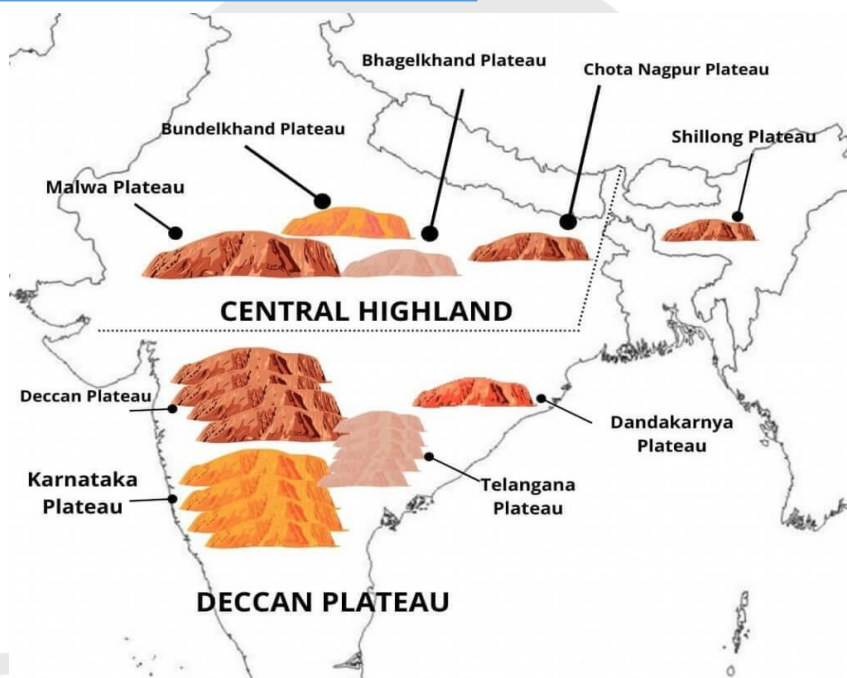 Bhagelkhand Plateau
Chota Nagpur Plateau
Bundelkhand Plateau
Shillong Plateau
Malwa Plateau
CENTRAL HIGHLAND
Deccan Plateau
Dandakarnya
Plateau
Karnataka
Plateau
Telangana
Plateau
DECCAN PLATEAU